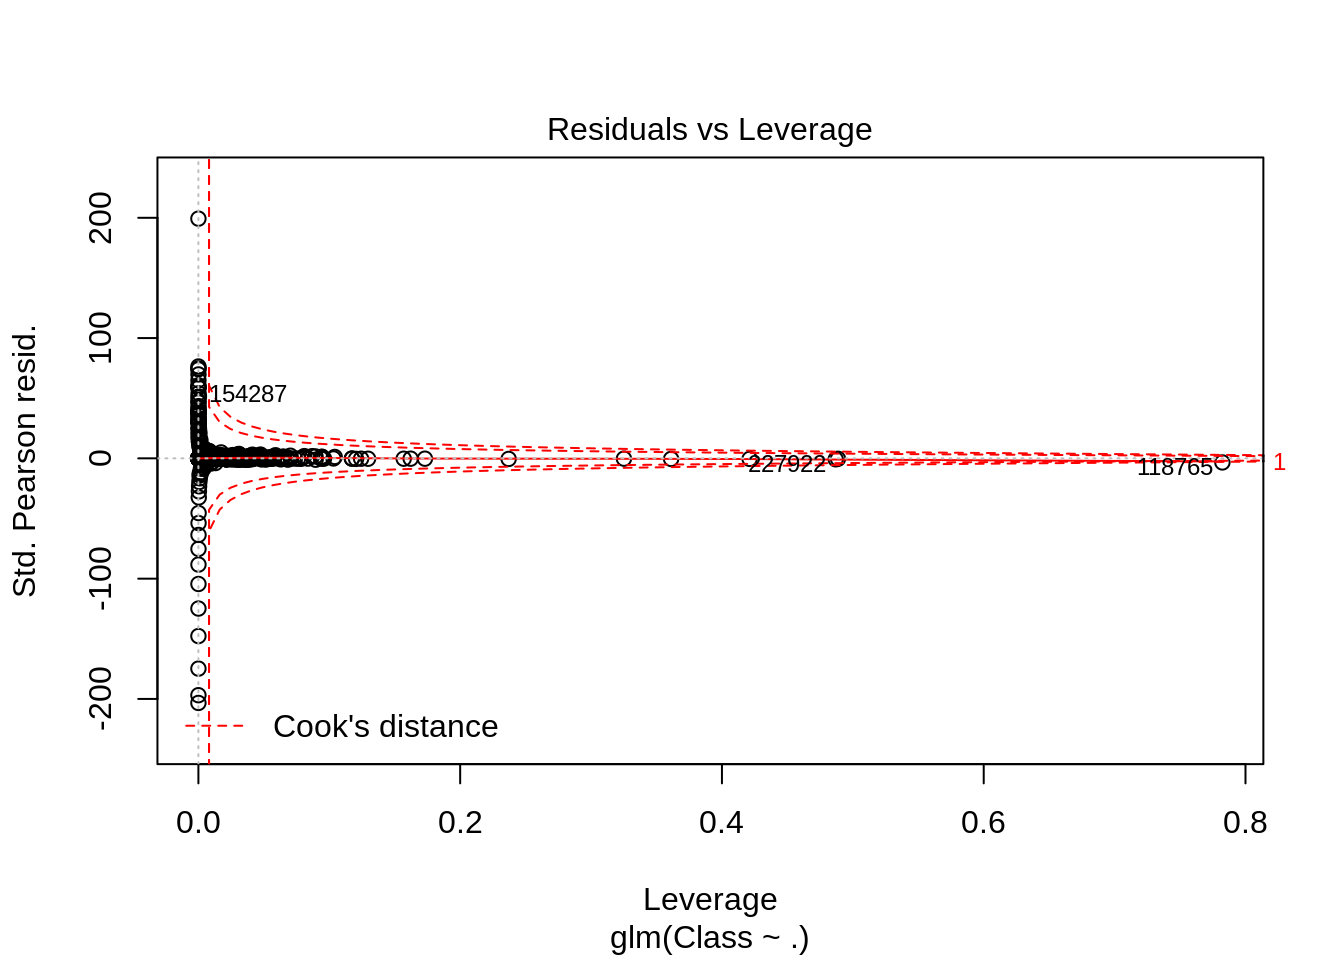 Residuals vs Leverage
Std. Pearson resid.
200
100
0
-100
-200
154287
227922
118765
1
Cook's distance
0.0 0.2 0.4 0.6 0.8
Leverage
glm(Class ~ .)